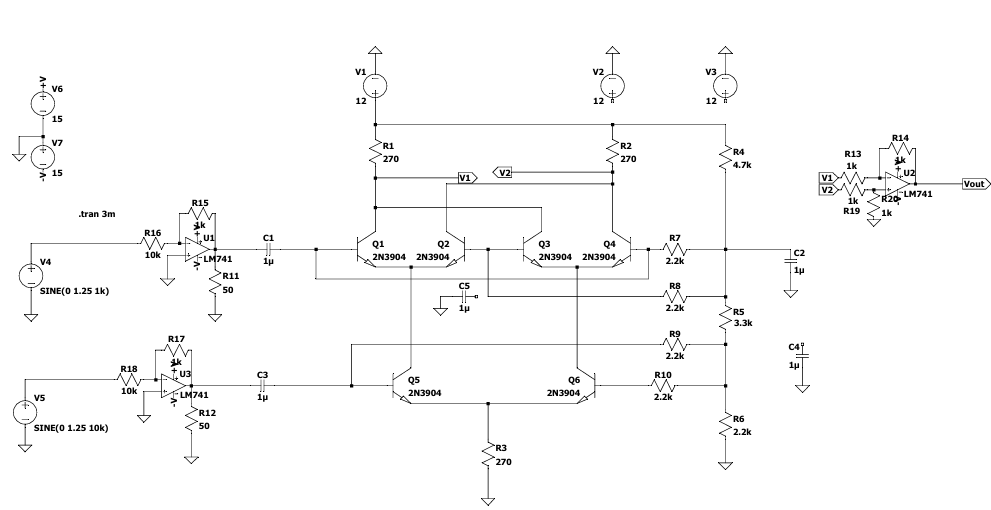 +V
V6
15
V7
15
-V
V1
12
V2
12
V3
12
R1
270
R2
270
R4
4.7k
V1
V2
R14
1k
R13
1k
U2
V1
V2
LM741
Vout
1k
R19
R20
1k
.tran 3m
R15
1k
+V
R16
10k
U1
-V
LM741
C1
1µ
Q1
2N3904
Q2
2N3904
Q3
2N3904
Q4
2N3904
R7
2.2k
C2
1µ
V4
SINE(0 1.25 1k)
R11
50
C5
1µ
R8
2.2k
R5
3.3k
R17
1k
+V
R9
2.2k
C4
1µ
R18
10k
U3
-V
LM741
C3
1µ
Q5
2N3904
Q6
2N3904
R10
2.2k
V5
SINE(0 1.25 10k)
R12
50
R6
2.2k
R3
270